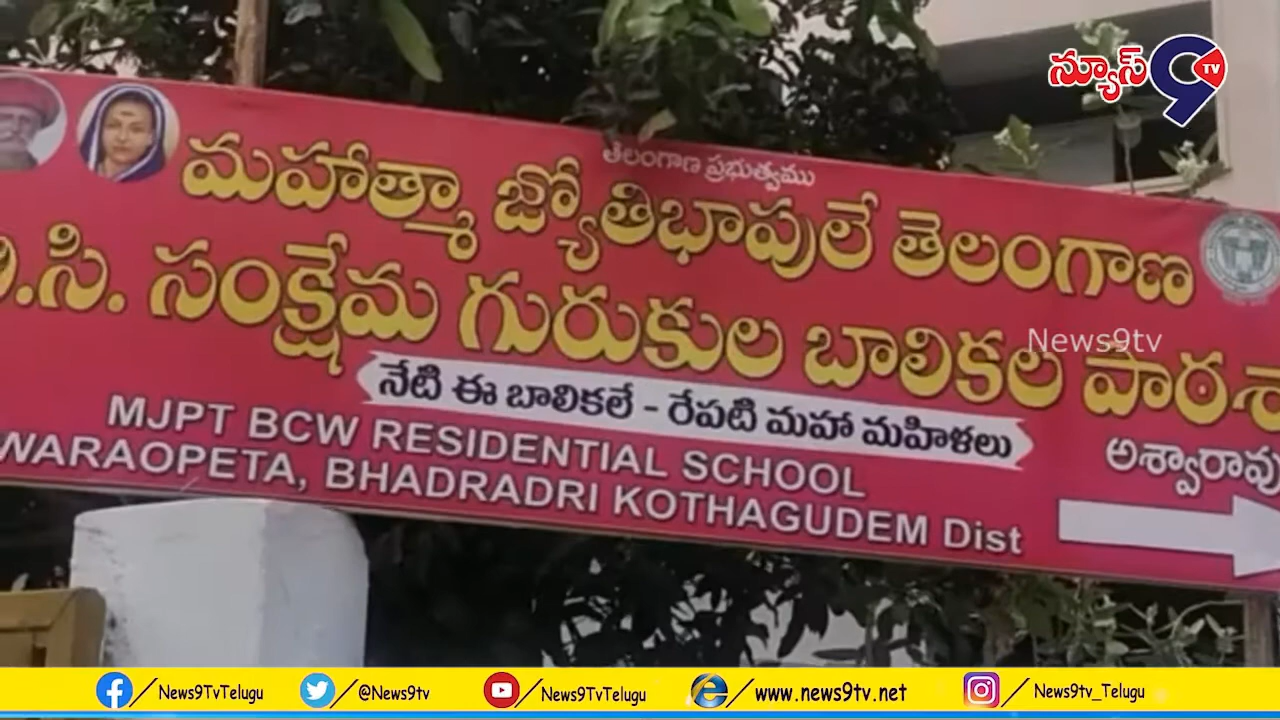 న్యూస్ 9 TV
తెలంగాణ ప్రభుత్వము
మహాత్మా జ్యోతిభాపులే తెలంగాణ
.సి. సంక్షేమ గురుకుల బాలికల పాఠశా
News9tv
నేటి ఈ బాలికలే - రేపటి మహా మహిళలు
MJPT BCW RESIDENTIAL SCHOOL
అశ్వారావు
WARAOPETA, BHADRADRI KOTHAGUDEM Dist
/News9TvTelugu /@News9tv /News9TvTelugu /www.news9tv.net /News9tv_Telugu